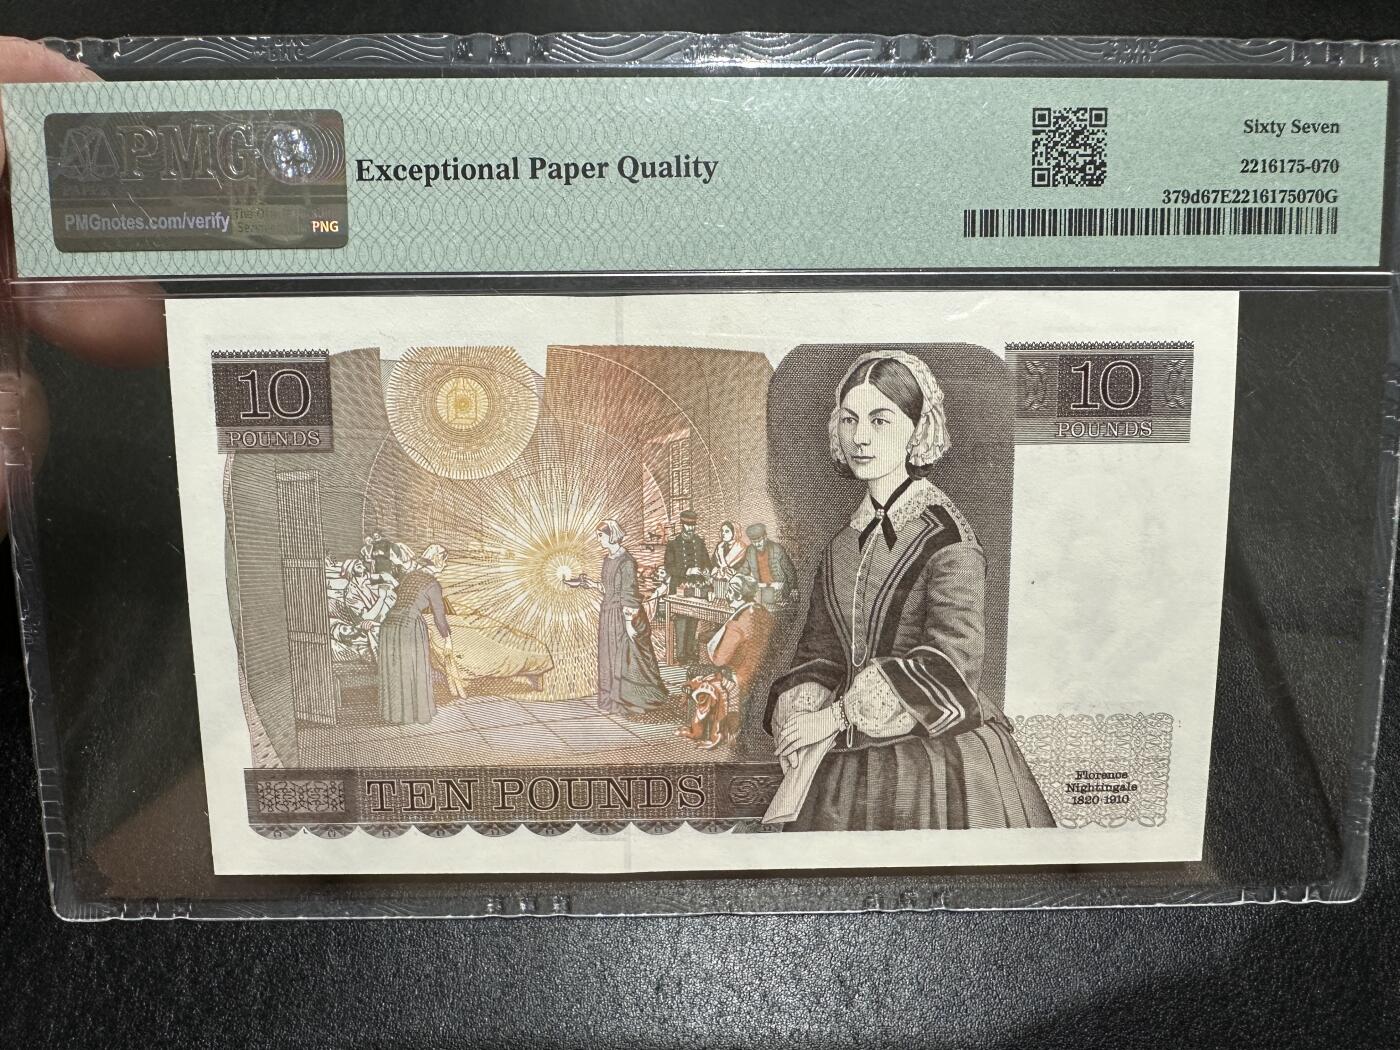 PMG
Exceptional Paper Quality
Sixty Seven
2216175-070
379d67E2216175070G
PMGnotes.com/verify
PNG
10
POUNDS
10
POUNDS
TEN POUNDS
Florence
Nightingale
1820-1910